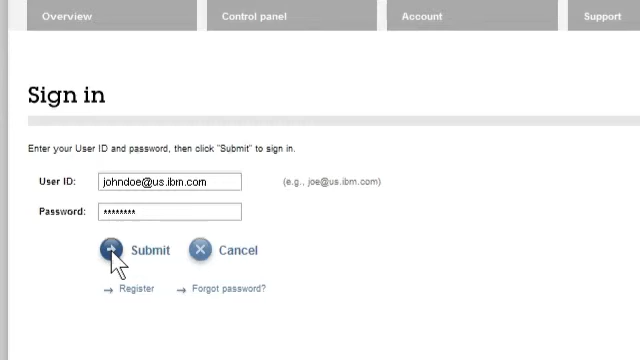 Overview Control panel Account Support
Sign in
Enter your User ID and password, then click "Submit" to sign in.
User ID: johndoe@us.ibm.com (e.g., joe@us.ibm.com)
Password: ********
Submit Cancel
Register Forgot password?